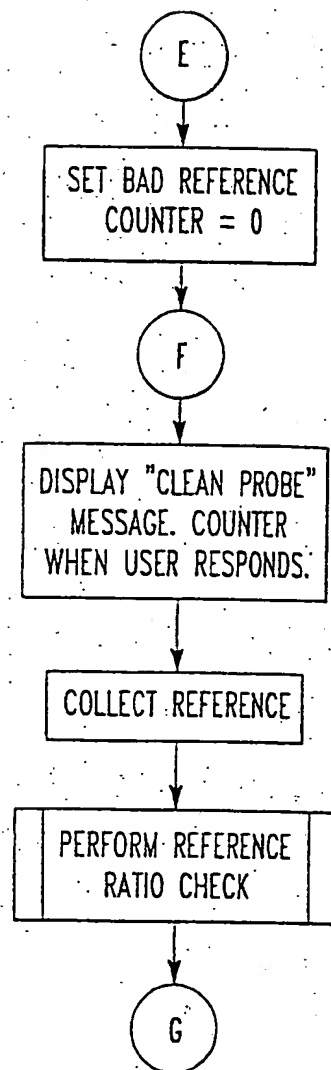 E
SET BAD REFERENCE
COUNTER = 0
F
DISPLAY "CLEAN PROBE"
MESSAGE. COUNTER
WHEN USER RESPONDS.
COLLECT REFERENCE
PERFORM REFERENCE
RATIO CHECK
G